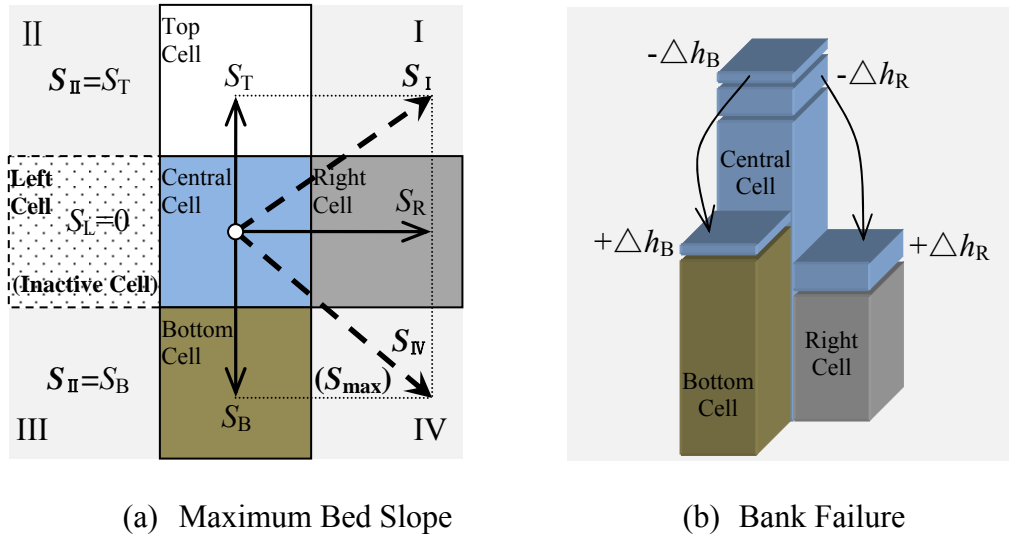 II
Top
Cell
I
S_II=S_T
S_T
S_I
Left
Cell
Central
Cell
Right
Cell
S_L=0
S_R
(Inactive Cell)
Bottom
Cell
S_IV
S_II=S_B
(S_max)
S_B
III
IV
(a) Maximum Bed Slope
-△h_B
-△h_R
Central
Cell
+△h_B
+△h_R
Right
Cell
Bottom
Cell
(b) Bank Failure